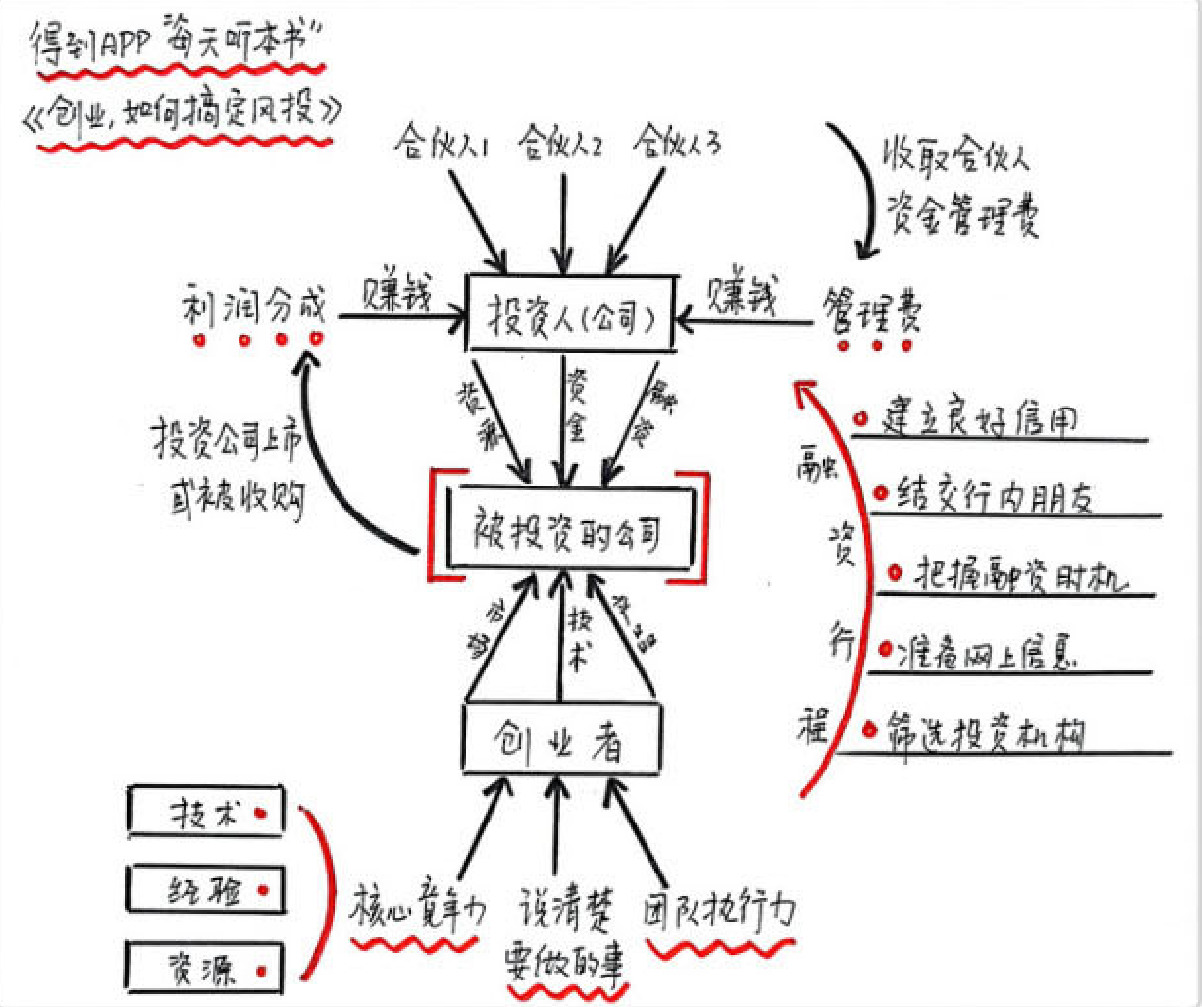 得到APP“每天听本书”
《创业,如何搞定风投》
合伙人1 合伙人2 合伙人3
收取合伙人
资金管理费
利润分成
赚钱
投资人(公司)
赚钱
管理费
资金
融资
投资公司上市
或被收购
被投资的公司
技术
创业者
融资行程
建立良好信用
结交行内朋友
把握融资时机
准备网上信息
筛选投资机构
技术
经验
资源
核心竞争力
说清楚
要做的事
团队执行力